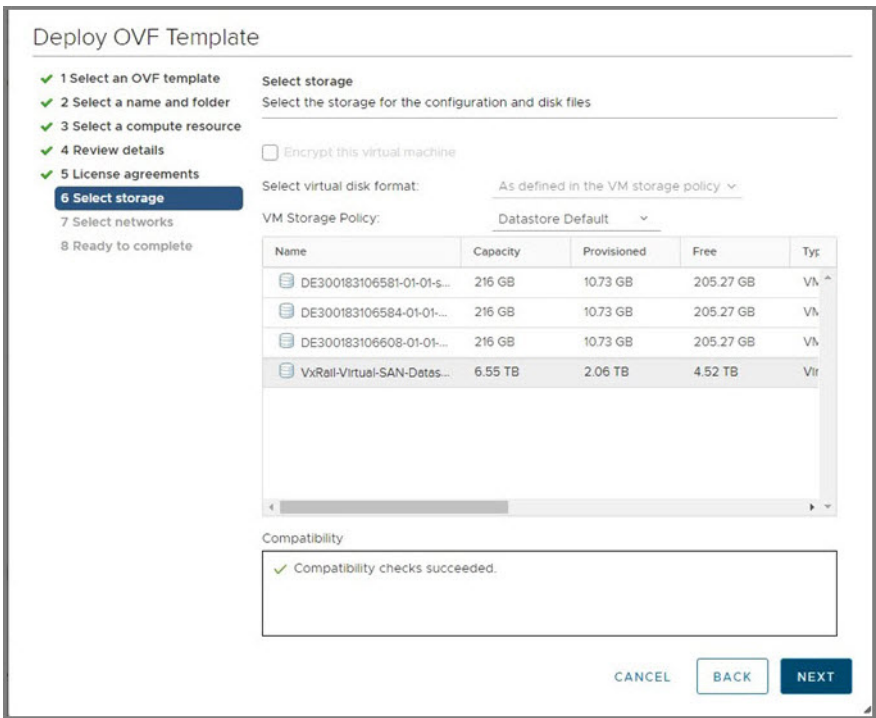 Deploy OVF Template
1 Select an OVF template
2 Select a name and folder
3 Select a compute resource
4 Review details
5 License agreements
6 Select storage
7 Select networks
8 Ready to complete
Select storage
Select the storage for the configuration and disk files
Encrypt this virtual machine
Select virtual disk format: As defined in the VM storage policy
VM Storage Policy: Datastore Default
Name Capacity Provisioned Free Typ
DE300183106581-01-01-s... 216 GB 10.73 GB 205.27 GB VM
DE300183106584-01-01-... 216 GB 10.73 GB 205.27 GB VM
DE300183106608-01-01-... 216 GB 10.73 GB 205.27 GB VM
VxRail-Virtual-SAN-Datas... 6.55 TB 2.06 TB 4.52 TB Vir
Compatibility
Compatibility checks succeeded.
CANCEL BACK NEXT